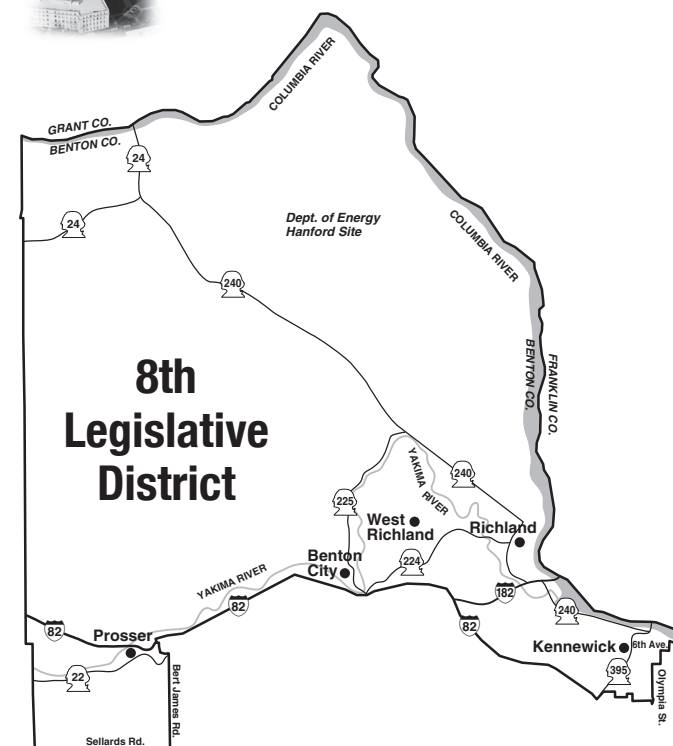 COLUMBIA RIVER
GRANT CO.
BENTON CO.
24
24
Dept. of Energy
Hanford Site
COLUMBIA RIVER
240
8th
Legislative
District
BENTON CO.
FRANKLIN CO.
YAKIMA RIVER
240
225
West
Richland
Richland
Benton
City
224
YAKIMA RIVER
82
182
240
82
82
Prosser
Kennewick
6th Ave.
395
22
Bert James Rd.
Olympia St.
Sellards Rd.